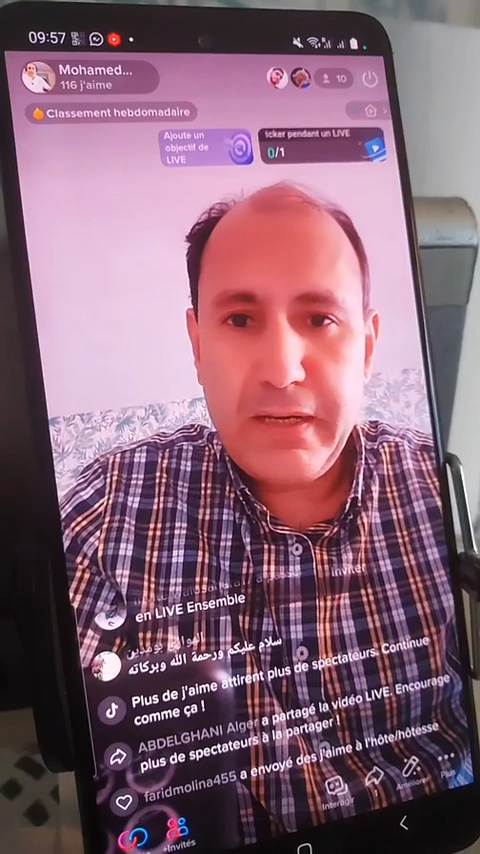 09:57
Mohamed...
116 j'aime
10
Classement hebdomadaire
Ajoute un
objectif de
LIVE
icker pendant un LIVE
0/1
Inviter
en LIVE Ensemble
الهواري بومدين
سلام عليكم ورحمة الله وبركاته
Plus de j'aime attirent plus de spectateurs. Continue
comme ça !
ABDELGHANI Alger a partagé la vidéo LIVE. Encourage
plus de spectateurs à la partager !
faridmolina455 a envoyé des j'aime à l'hôte/hôtesse
+Invités
Interagir
Améliorer
Plus